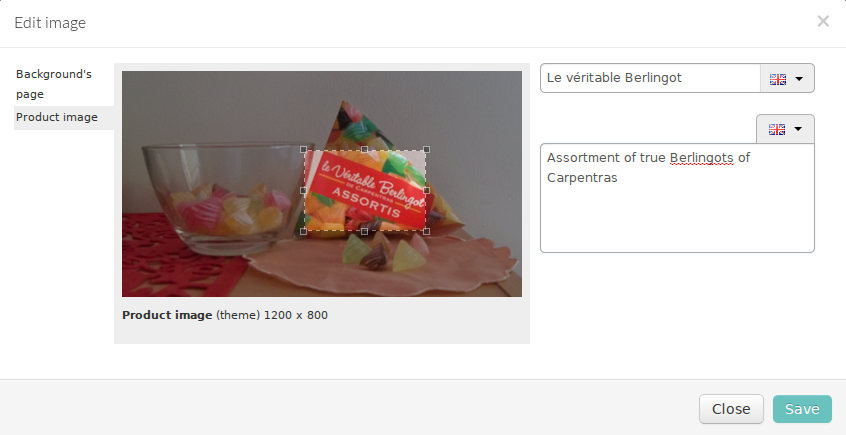 Edit image
×
Background's
page
Product image
le Véritable Berlingot
DE CARPENTRAS
ASSORTIS
Product image (theme) 1200 x 800
Le véritable Berlingot
Assortment of true Berlingots of
Carpentras
Close
Save